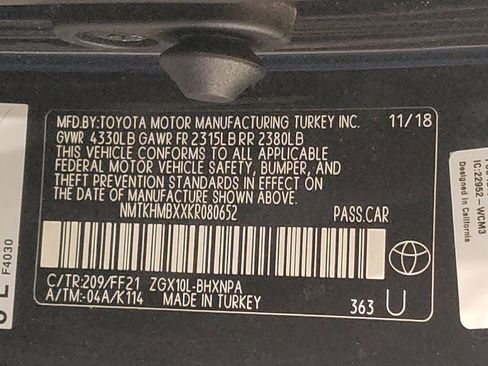 MFD.BY:TOYOTA MOTOR MANUFACTURING TURKEY INC. 11/18
GVWR 4330LB GAWR FR 2315LB RR 2380LB
THIS VEHICLE CONFORMS TO ALL APPLICABLE
FEDERAL MOTOR VEHICLE SAFETY, BUMPER, AND
THEFT PREVENTION STANDARDS IN EFFECT ON
THE DATE OF MANUFACTURE SHOWN ABOVE.
NMTKHMBXXKR080652 PASS.CAR
C/TR:209/FF21 ZGX10L-BHXNPA
A/TM:-04A/K114 MADE IN TURKEY 363 U
F4030
IC:22952-WCM3
Designed in California